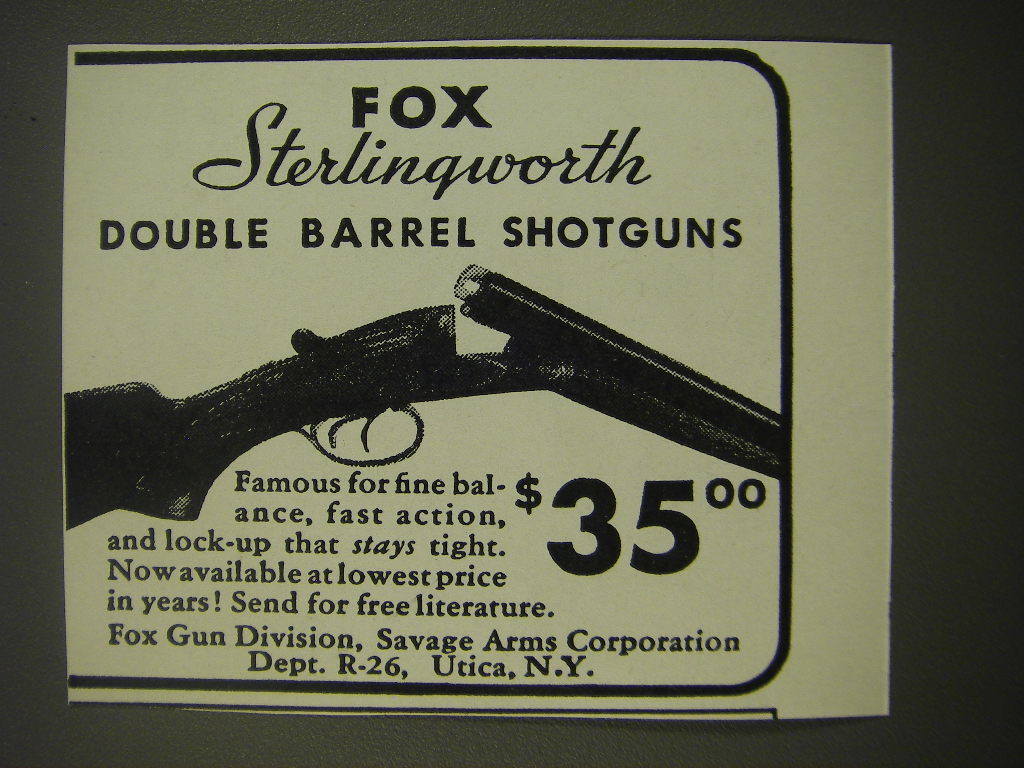 FOX
Sterlingworth
DOUBLE BARREL SHOTGUNS
Famous for fine bal-
ance, fast action,
and lock-up that stays tight.
Now available at lowest price
in years! Send for free literature.
$35.00
Fox Gun Division, Savage Arms Corporation
Dept. R-26, Utica, N.Y.